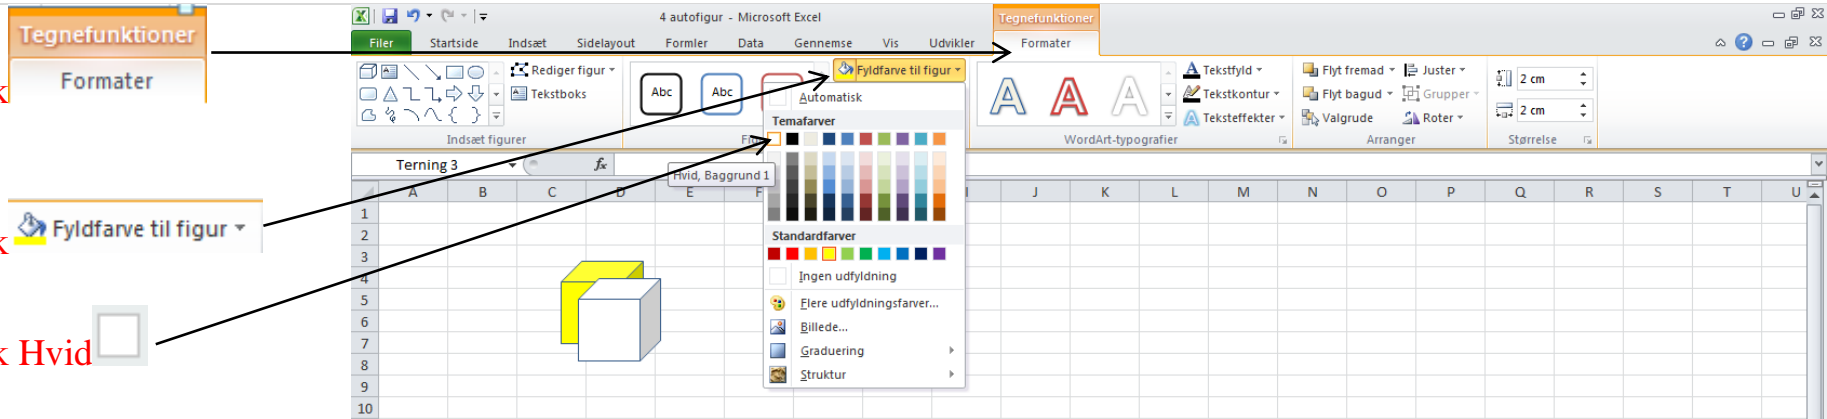 Tegnefunktioner
Formater
k
Fyldfarve til figur
k
k Hvid
4 autofigur - Microsoft Excel
Tegnefunktioner
Filer Startside Indsæt Sidelayout Formler Data Gennemse Vis Udvikler Formater
Rediger figur
Tekstboks
Indsæt figurer
Abc Abc
Fyldfarve til figur
Automatisk
Temafarver
Hvid, Baggrund 1
Standardfarver
Ingen udfyldning
Flere udfyldningsfarver...
Billede...
Graduering
Struktur
A A A
Tekstfyld
Tekstkontur
Teksteffekter
WordArt-typografier
Flyt fremad
Flyt bagud
Valgrude
Juster
Grupper
Roter
Arranger
2 cm
2 cm
Størrelse
Terning 3 fx
A B C D E F I J K L M N O P Q R S T U
1
2
3
4
5
6
7
8
9
10